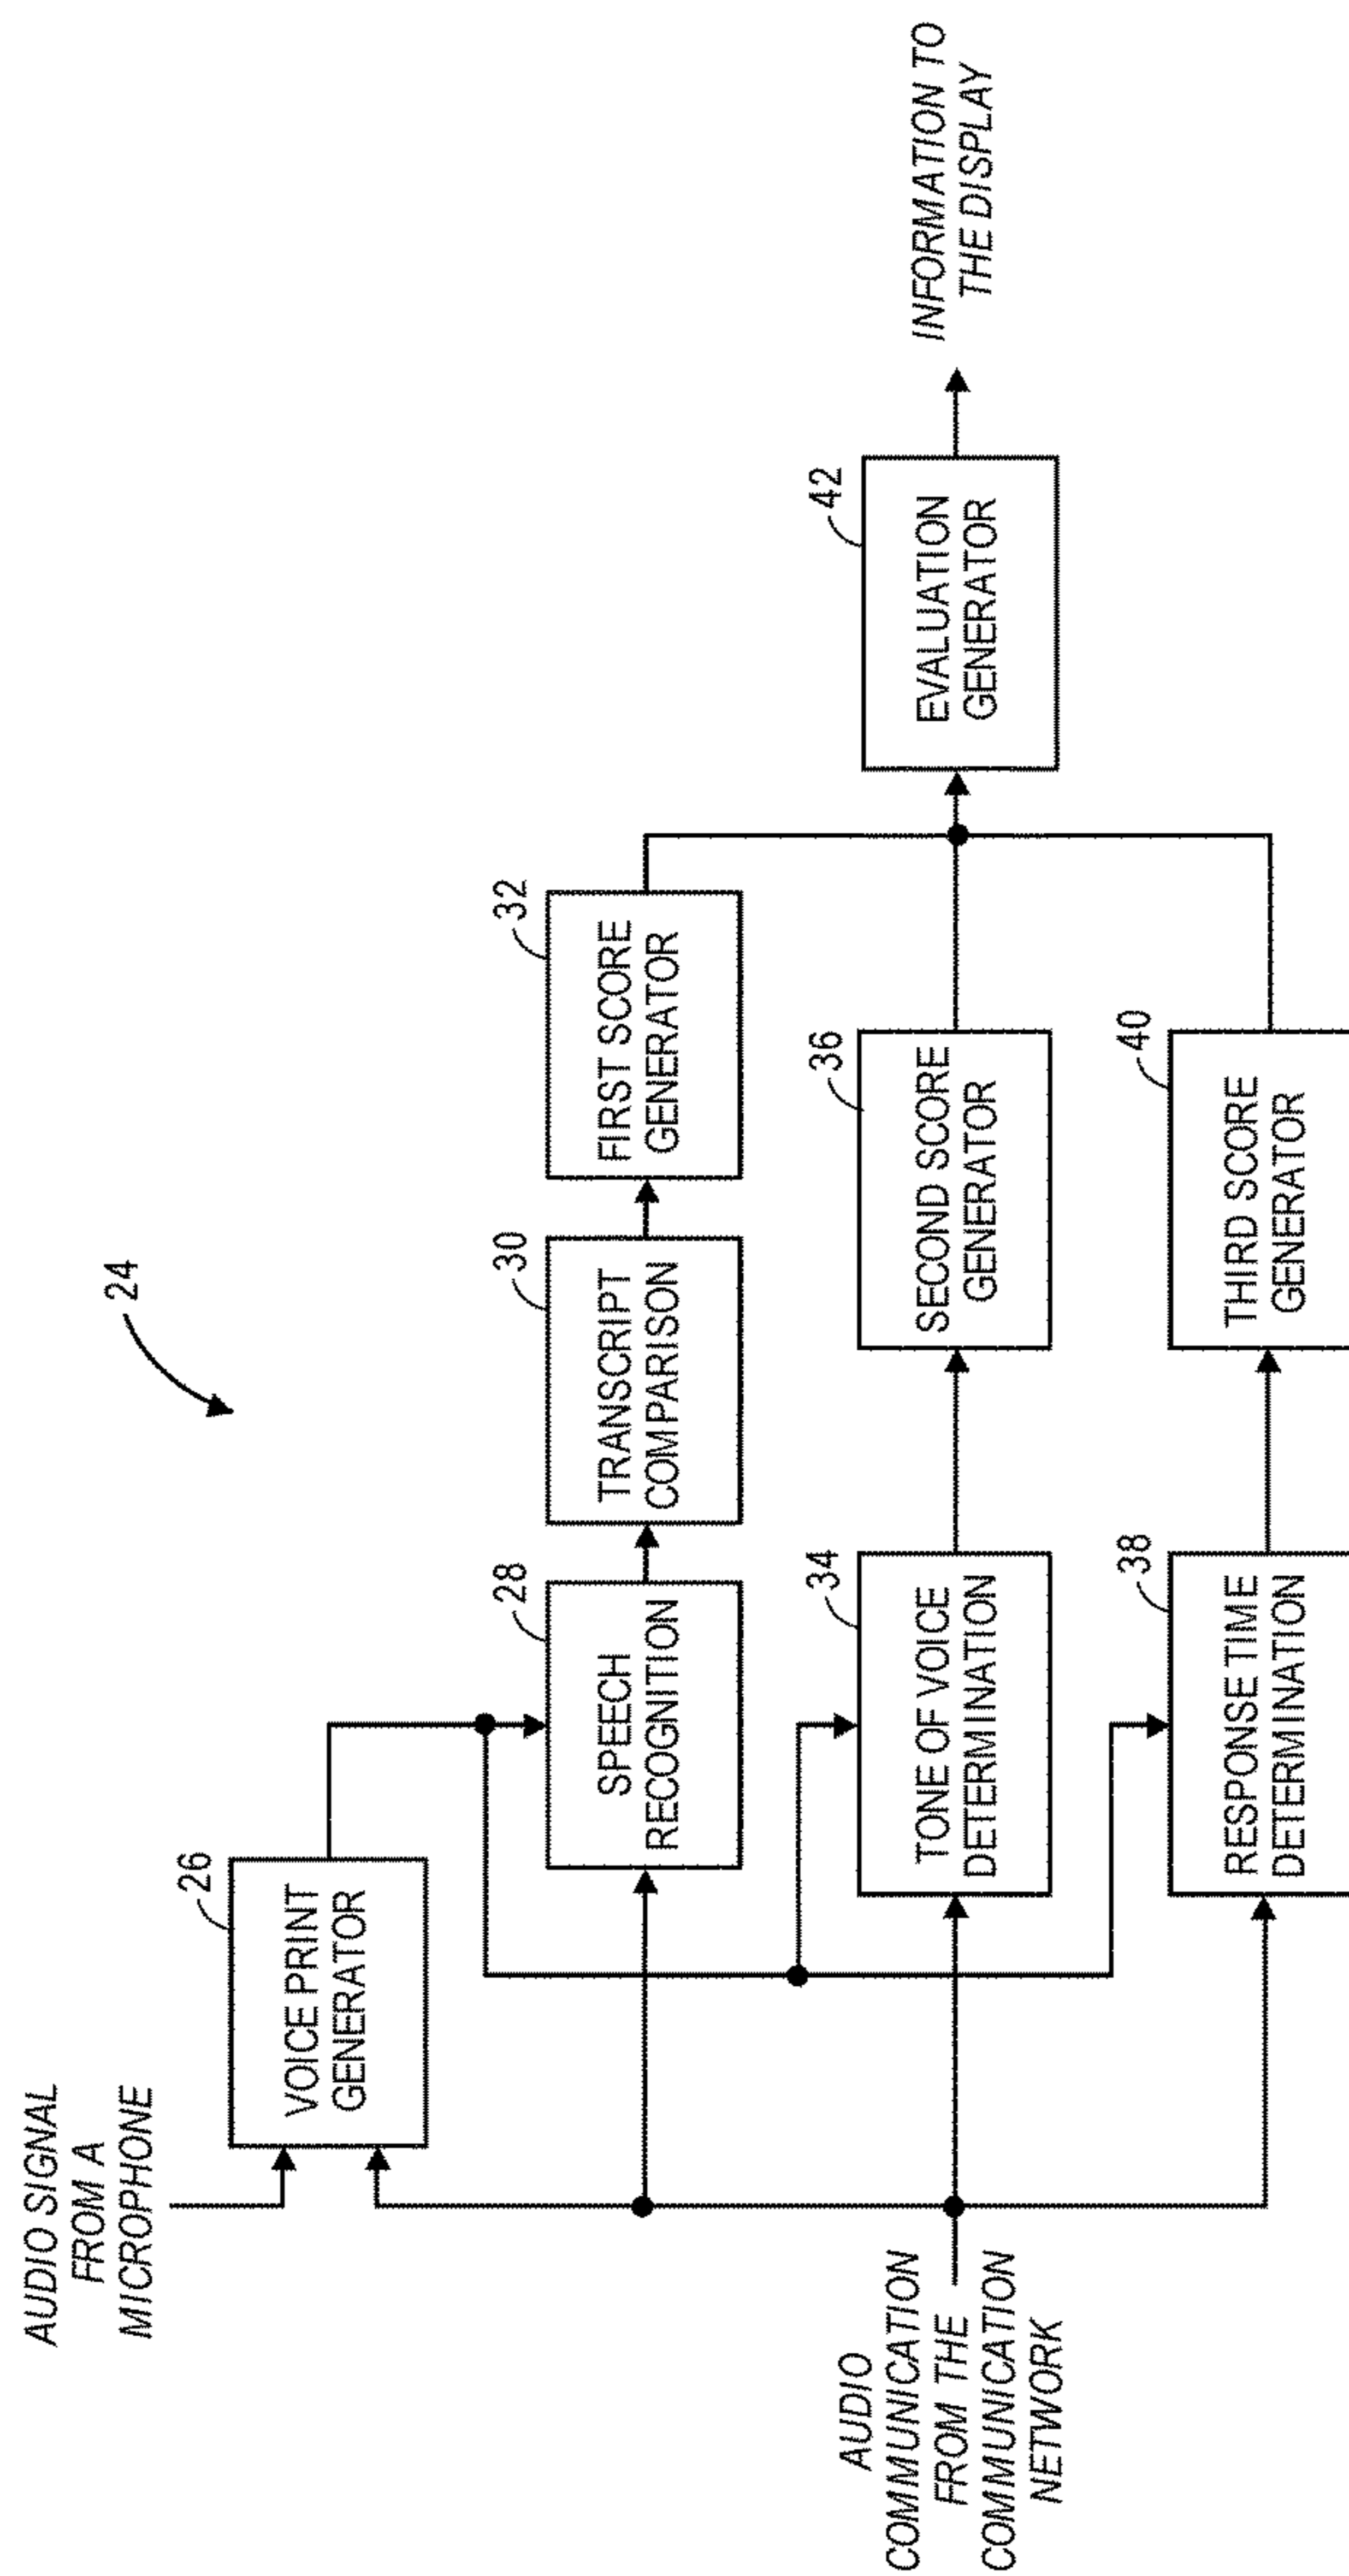 24
AUDIO SIGNAL
FROM A
MICROPHONE
26
VOICE PRINT
GENERATOR
28
SPEECH
RECOGNITION
30
TRANSCRIPT
COMPARISON
32
FIRST SCORE
GENERATOR
AUDIO
COMMUNICATION
FROM THE
COMMUNICATION
NETWORK
34
TONE OF VOICE
DETERMINATION
36
SECOND SCORE
GENERATOR
42
EVALUATION
GENERATOR
INFORMATION TO
THE DISPLAY
38
RESPONSE TIME
DETERMINATION
40
THIRD SCORE
GENERATOR